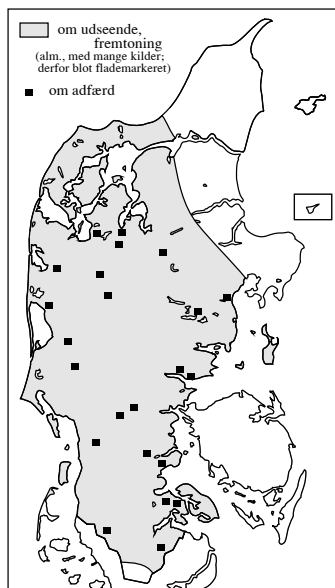 om udseende,
fremtoning
(alm., med mange kilder;
derfor blot flademarkeret)
om adfærd